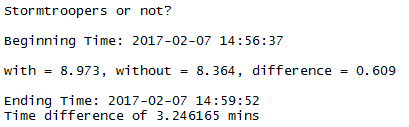 Stormtroopers or not?
Beginning Time: 2017-02-07 14:56:37
with = 8.973, without = 8.364, difference = 0.609
Ending Time: 2017-02-07 14:59:52
Time difference of 3.246165 mins